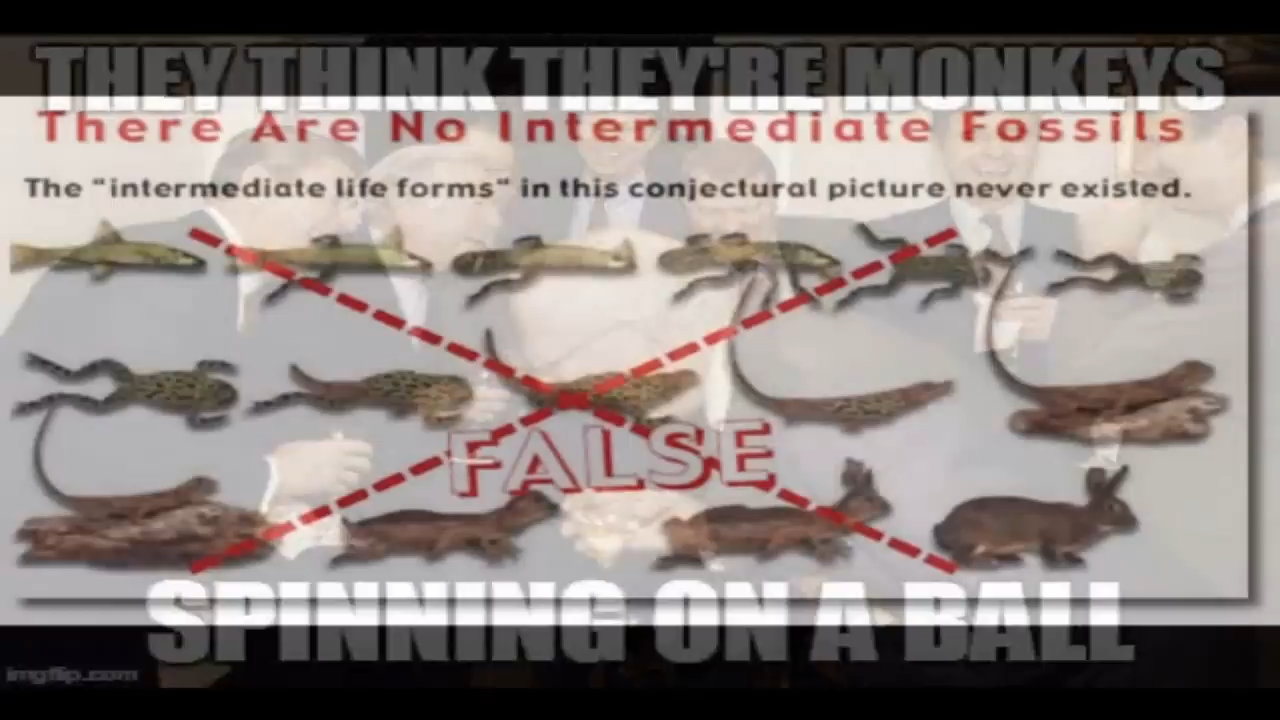 THEY THINK THEY'RE MONKEYS
There Are No Intermediate Fossils
The "intermediate life forms" in this conjectural picture never existed.
FALSE
SPINNING ON A BALL
imgflip.com